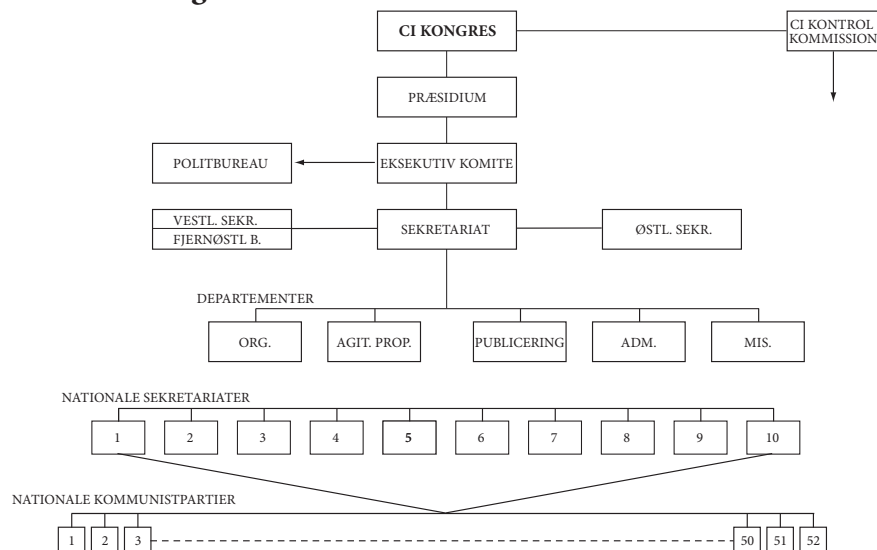 CI KONGRES
CI KONTROL
KOMMISSION
PRÆSIDIUM
POLITBUREAU
EKSEKUTIV KOMITE
VESTL. SEKR.
FJERNØSTL B.
SEKRETARIAT
ØSTL. SEKR.
DEPARTEMENTER
ORG.
AGIT. PROP.
PUBLICERING
ADM.
MIS.
NATIONALE SEKRETARIATER
1 2 3 4 5 6 7 8 9 10
NATIONALE KOMMUNISTPARTIER
1 2 3 50 51 52